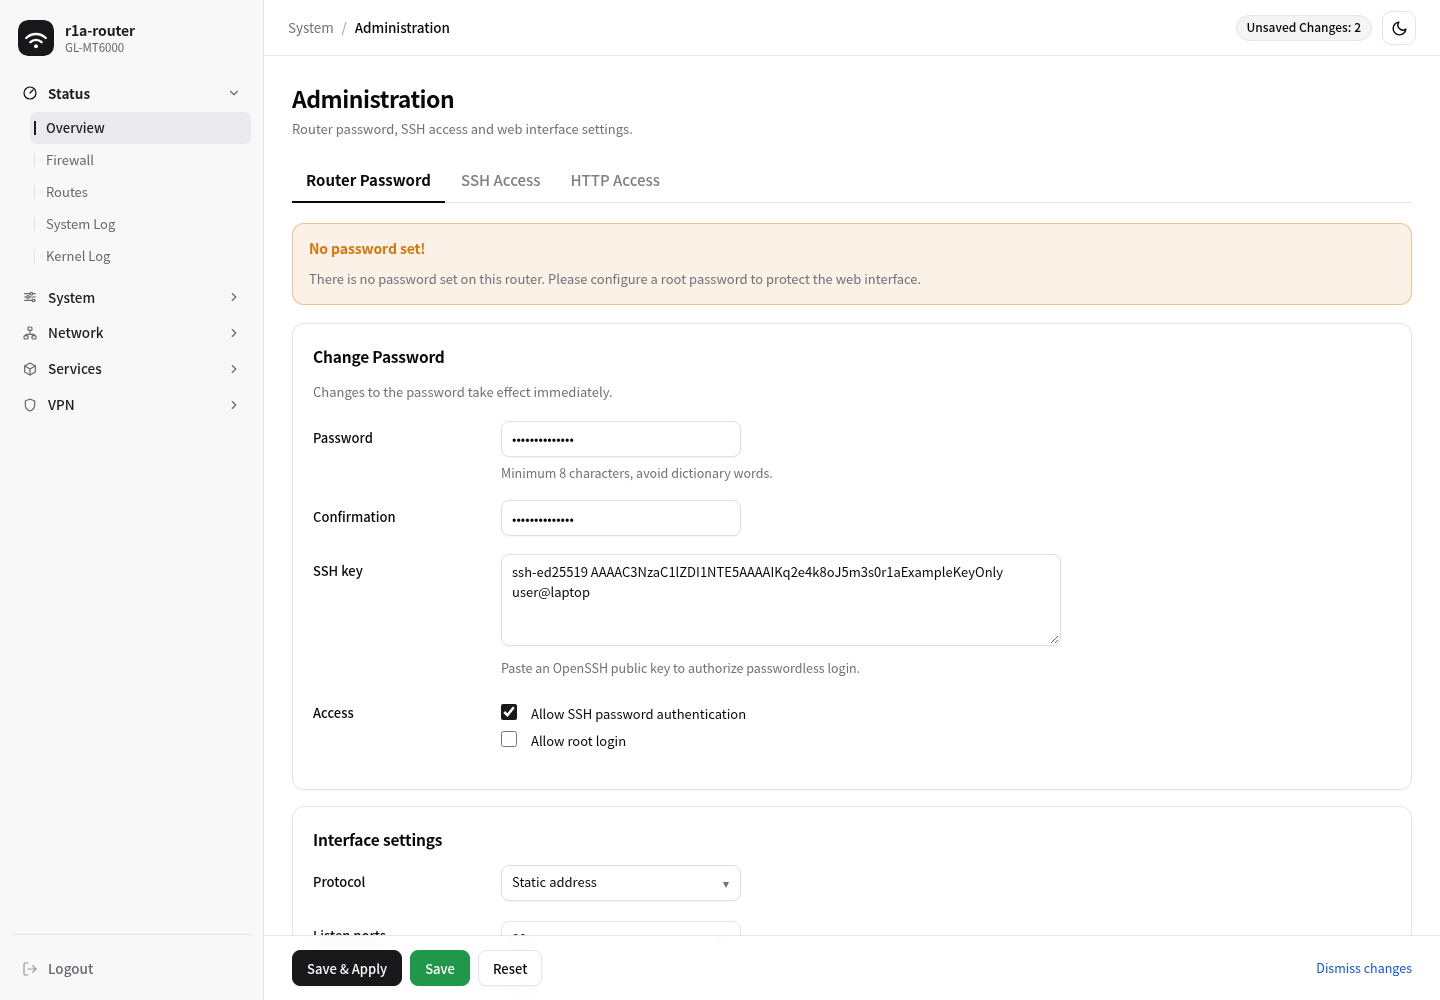 r1a-router
GL-MT6000
Status
Overview
Firewall
Routes
System Log
Kernel Log
System
Network
Services
VPN
Logout
System / Administration
Unsaved Changes: 2
Administration
Router password, SSH access and web interface settings.
Router Password SSH Access HTTP Access
No password set!
There is no password set on this router. Please configure a root password to protect the web interface.
Change Password
Changes to the password take effect immediately.
Password ••••••••••••••
Minimum 8 characters, avoid dictionary words.
Confirmation ••••••••••••••
SSH key
ssh-ed25519 AAAAC3NzaC1lZDI1NTE5AAAAIKq2e4k8oJ5m3s0r1aExampleKeyOnly
user@laptop
Paste an OpenSSH public key to authorize passwordless login.
Access
Allow SSH password authentication
Allow root login
Interface settings
Protocol Static address
Listen ports
Save & Apply Save Reset Dismiss changes